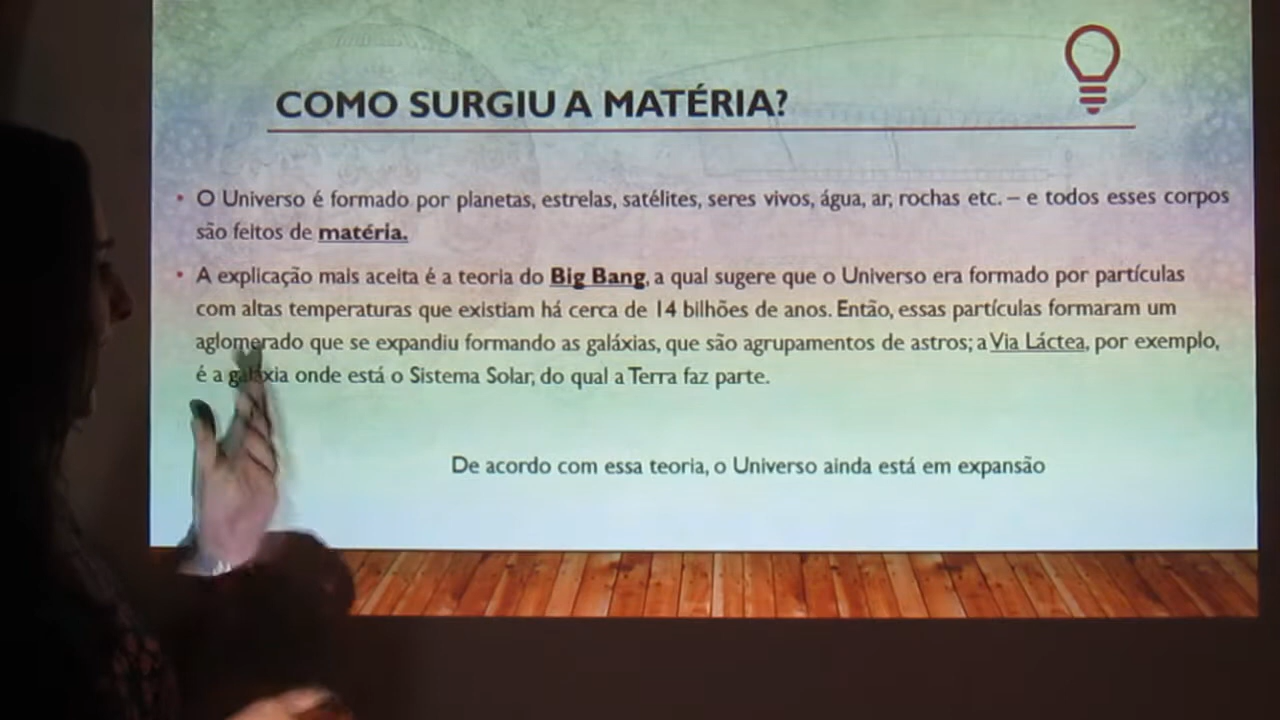 COMO SURGIU A MATÉRIA?
• O Universo é formado por planetas, estrelas, satélites, seres vivos, água, ar, rochas etc. – e todos esses corpos
são feitos de matéria.
• A explicação mais aceita é a teoria do Big Bang, a qual sugere que o Universo era formado por partículas
com altas temperaturas que existiam há cerca de 14 bilhões de anos. Então, essas partículas formaram um
aglomerado que se expandiu formando as galáxias, que são agrupamentos de astros; a Via Láctea, por exemplo,
é a galáxia onde está o Sistema Solar, do qual a Terra faz parte.
De acordo com essa teoria, o Universo ainda está em expansão